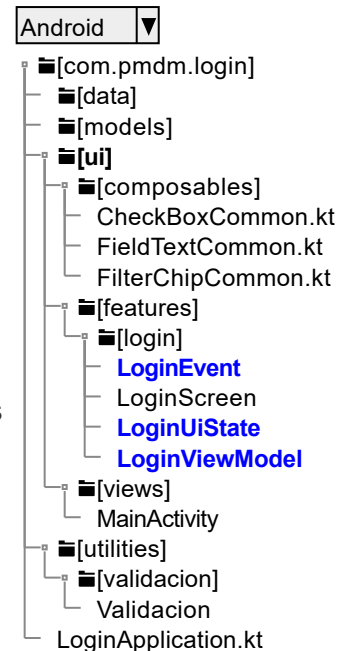 Android
[com.pmdm.login]
[data]
[models]
[ui]
[composables]
CheckBoxCommon.kt
FieldTextCommon.kt
FilterChipCommon.kt
[features]
[login]
LoginEvent
LoginScreen
LoginUiState
LoginViewModel
[views]
MainActivity
[utilities]
[validacion]
Validacion
LoginApplication.kt